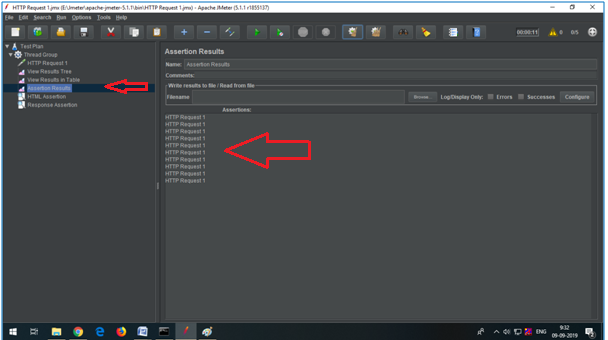 HTTP Request 1.jmx (E:\jmeter\apache-jmeter-5.1.1\bin\HTTP Request 1.jmx) - Apache JMeter (5.1.1 r1855137)
File Edit Search Run Options Tools Help
00:00:11 0 0/5
Test Plan
Thread Group
HTTP Request 1
View Results Tree
View Results in Table
Assertion Results
HTML Assertion
Response Assertion
Assertion Results
Name: Assertion Results
Comments:
Write results to file / Read from file
Filename Browse... Log/Display Only: Errors Successes Configure
Assertions:
HTTP Request 1
HTTP Request 1
HTTP Request 1
HTTP Request 1
HTTP Request 1
HTTP Request 1
HTTP Request 1
HTTP Request 1
HTTP Request 1
HTTP Request 1
ENG 9:32
09-09-2019